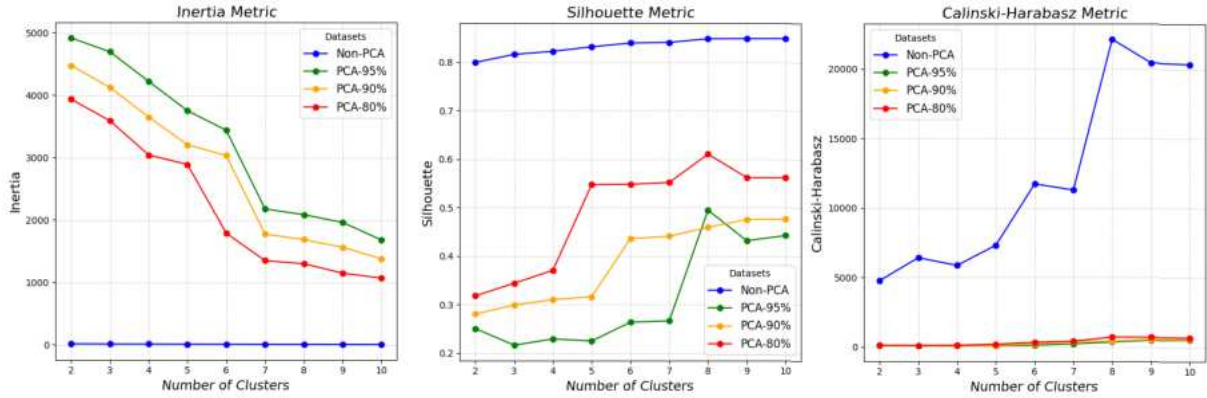 Inertia Metric
Inertia
5000
4000
3000
2000
1000
0
2 3 4 5 6 7 8 9 10
Number of Clusters
Datasets
Non-PCA
PCA-95%
PCA-90%
PCA-80%
Silhouette Metric
Silhouette
0.8
0.7
0.6
0.5
0.4
0.3
0.2
2 3 4 5 6 7 8 9 10
Number of Clusters
Datasets
Non-PCA
PCA-95%
PCA-90%
PCA-80%
Calinski-Harabasz Metric
Calinski-Harabasz
20000
15000
10000
5000
0
2 3 4 5 6 7 8 9 10
Number of Clusters
Datasets
Non-PCA
PCA-95%
PCA-90%
PCA-80%